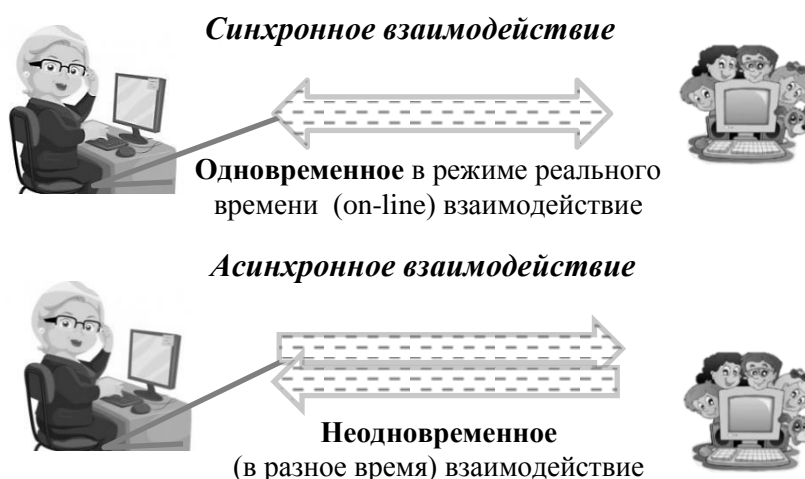 Синхронное взаимодействие
Одновременное в режиме реального
времени (on-line) взаимодействие
Асинхронное взаимодействие
Неодновременное
(в разное время) взаимодействие